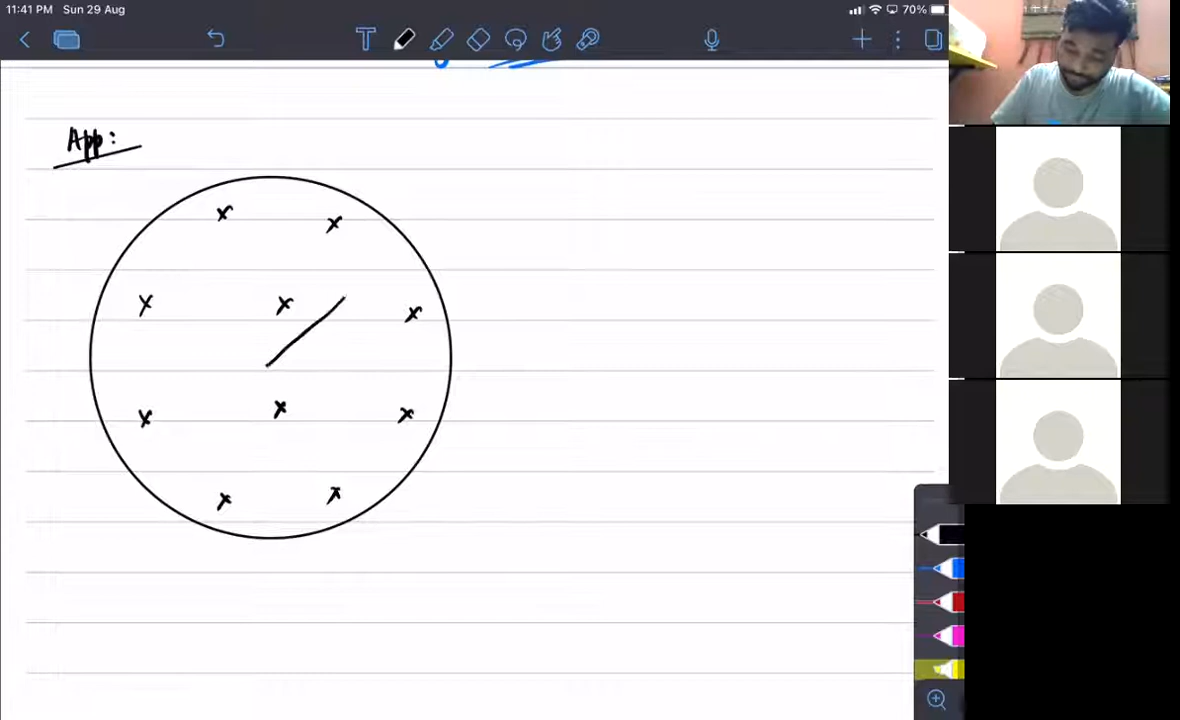 11:41 PM Sun 29 Aug 70%
T
App:
x x
x x x
x x x
x x